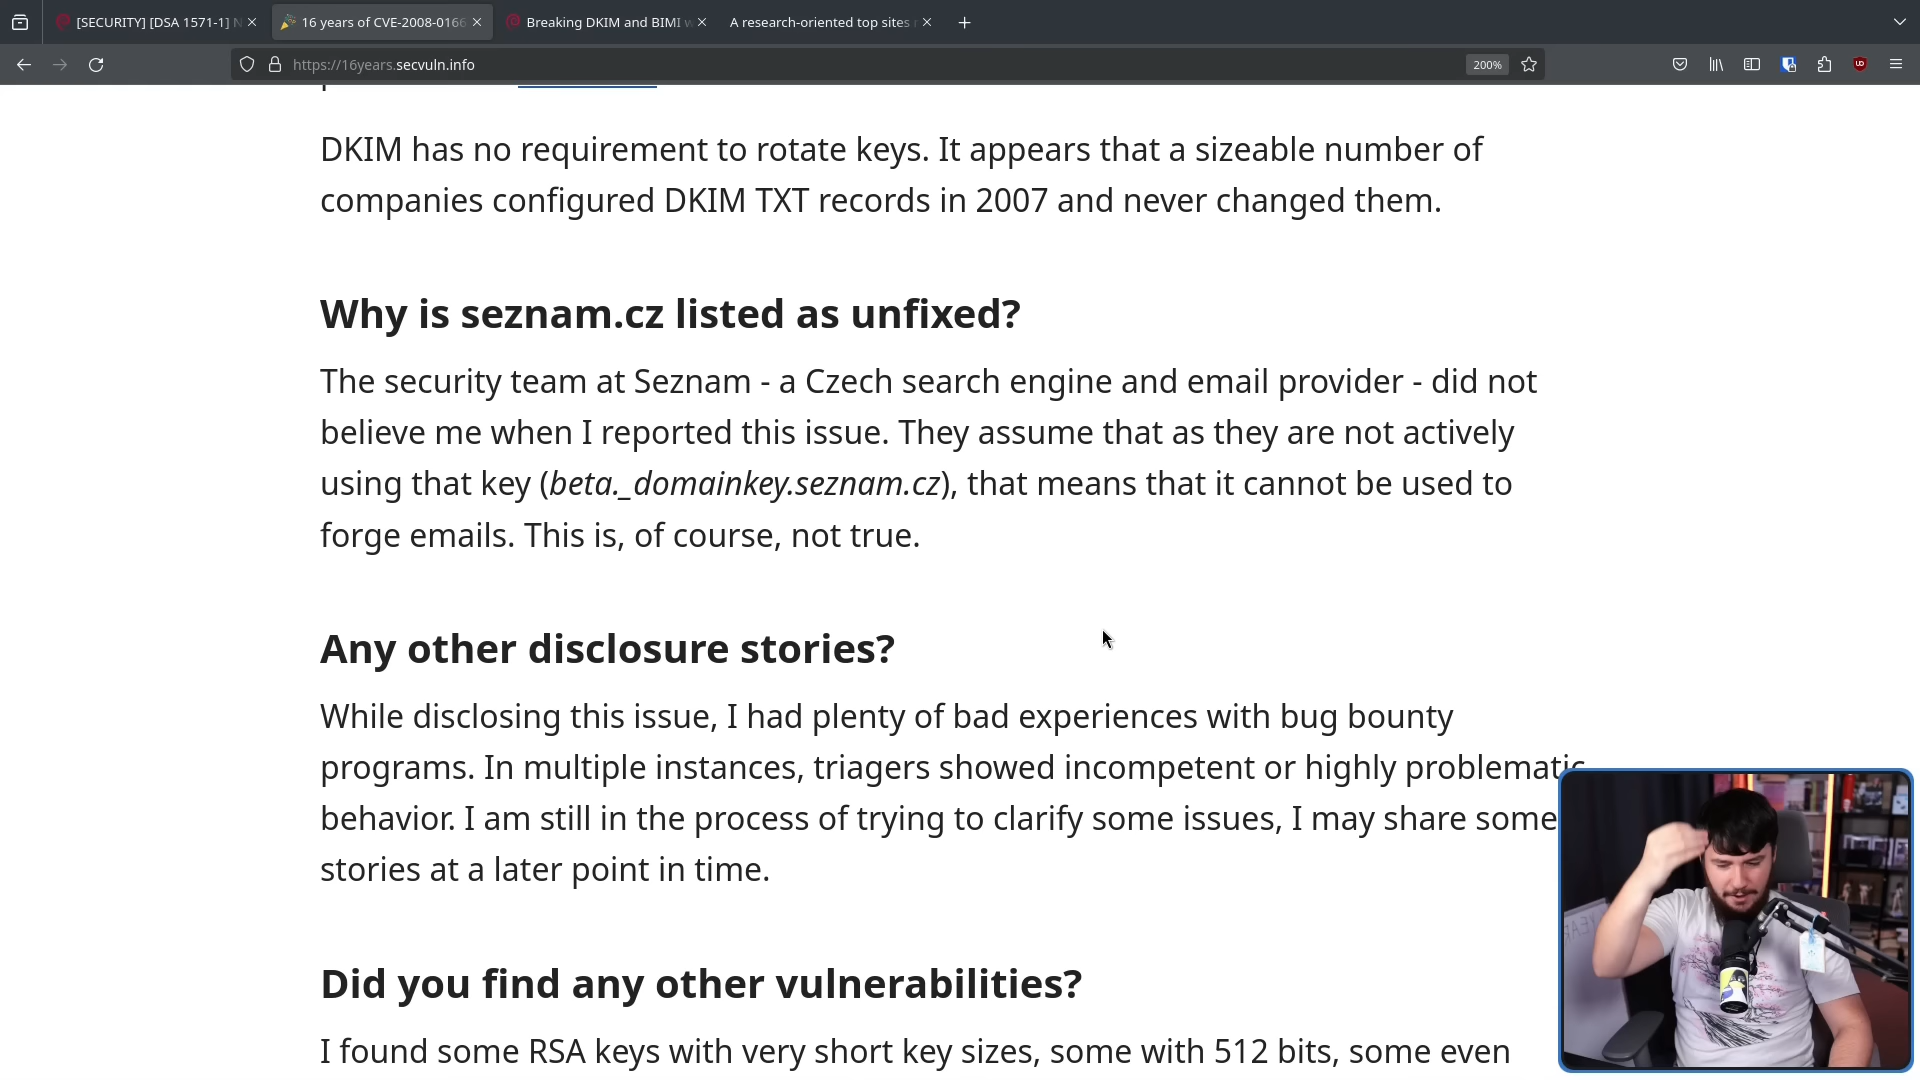 [SECURITY] [DSA 1571-1] N
16 years of CVE-2008-0166
Breaking DKIM and BIMI w
A research-oriented top sites
https://16years.secvuln.info
200%
DKIM has no requirement to rotate keys. It appears that a sizeable number of
companies configured DKIM TXT records in 2007 and never changed them.
Why is seznam.cz listed as unfixed?
The security team at Seznam - a Czech search engine and email provider - did not
believe me when I reported this issue. They assume that as they are not actively
using that key (beta._domainkey.seznam.cz), that means that it cannot be used to
forge emails. This is, of course, not true.
Any other disclosure stories?
While disclosing this issue, I had plenty of bad experiences with bug bounty
programs. In multiple instances, triagers showed incompetent or highly problematic
behavior. I am still in the process of trying to clarify some issues, I may share some
stories at a later point in time.
Did you find any other vulnerabilities?
I found some RSA keys with very short key sizes, some with 512 bits, some even